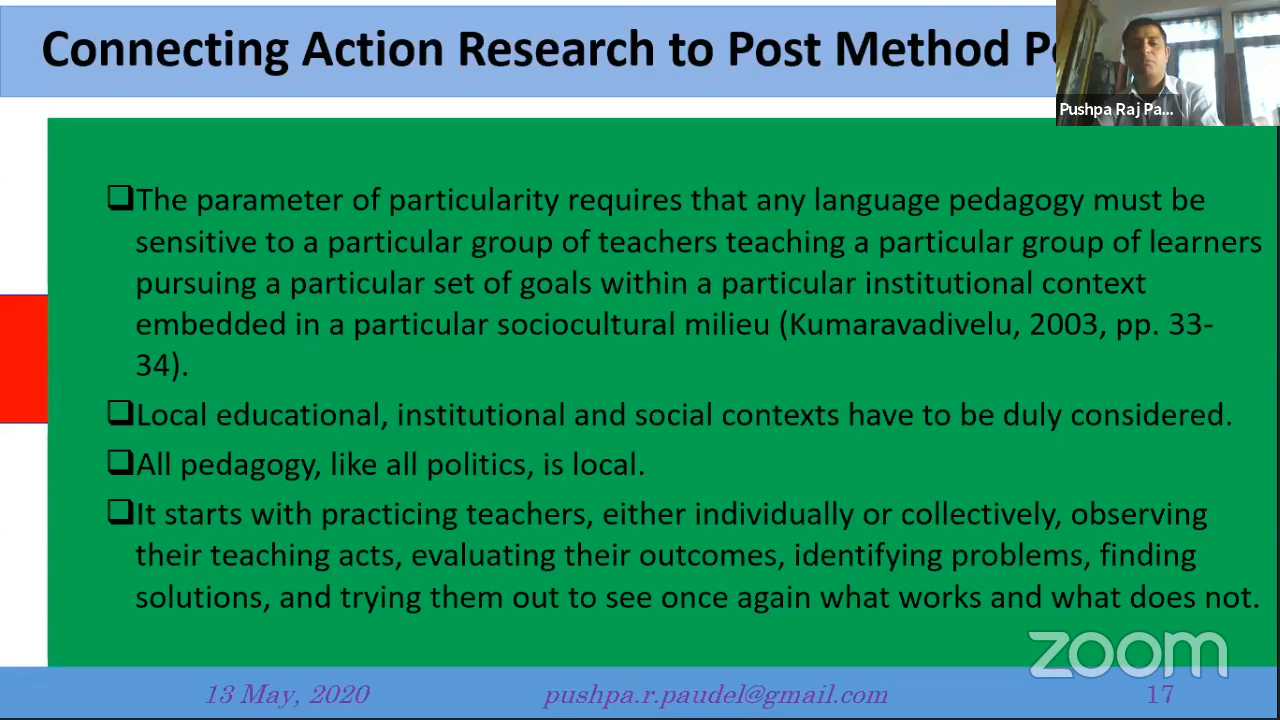 Connecting Action Research to Post Method
Pushpa Raj Pa...
❑The parameter of particularity requires that any language pedagogy must be
sensitive to a particular group of teachers teaching a particular group of learners
pursuing a particular set of goals within a particular institutional context
embedded in a particular sociocultural milieu (Kumaravadivelu, 2003, pp. 33-
34).
❑Local educational, institutional and social contexts have to be duly considered.
❑All pedagogy, like all politics, is local.
❑It starts with practicing teachers, either individually or collectively, observing
their teaching acts, evaluating their outcomes, identifying problems, finding
solutions, and trying them out to see once again what works and what does not.
zoom
13 May, 2020 pushpa.r.paudel@gmail.com 17